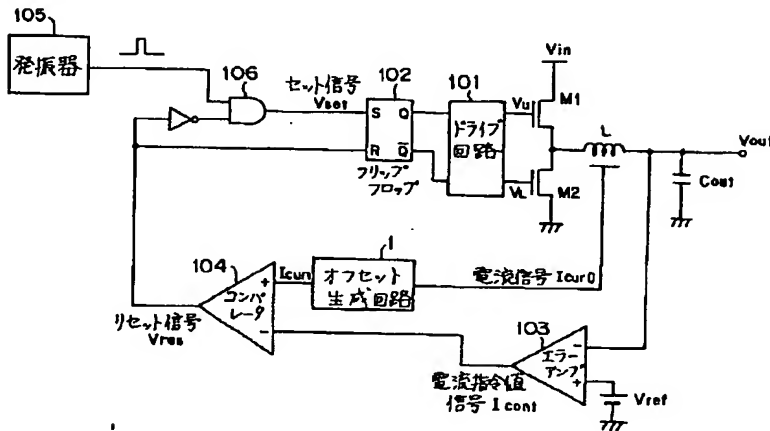 105
発振器
106
セット信号
Vset
102
S Q
R Q̅
フリップ
フロップ
101
ドライブ
回路
Vu
VL
Vin
M1
M2
L
Vout
Cout
104
コンパ
レータ
+
−
Icur1
1
オフセット
生成回路
電流信号 Icur0
リセット信号
Vres
103
エラー
アンプ
−
+
電流指令値
信号 Icont
Vref